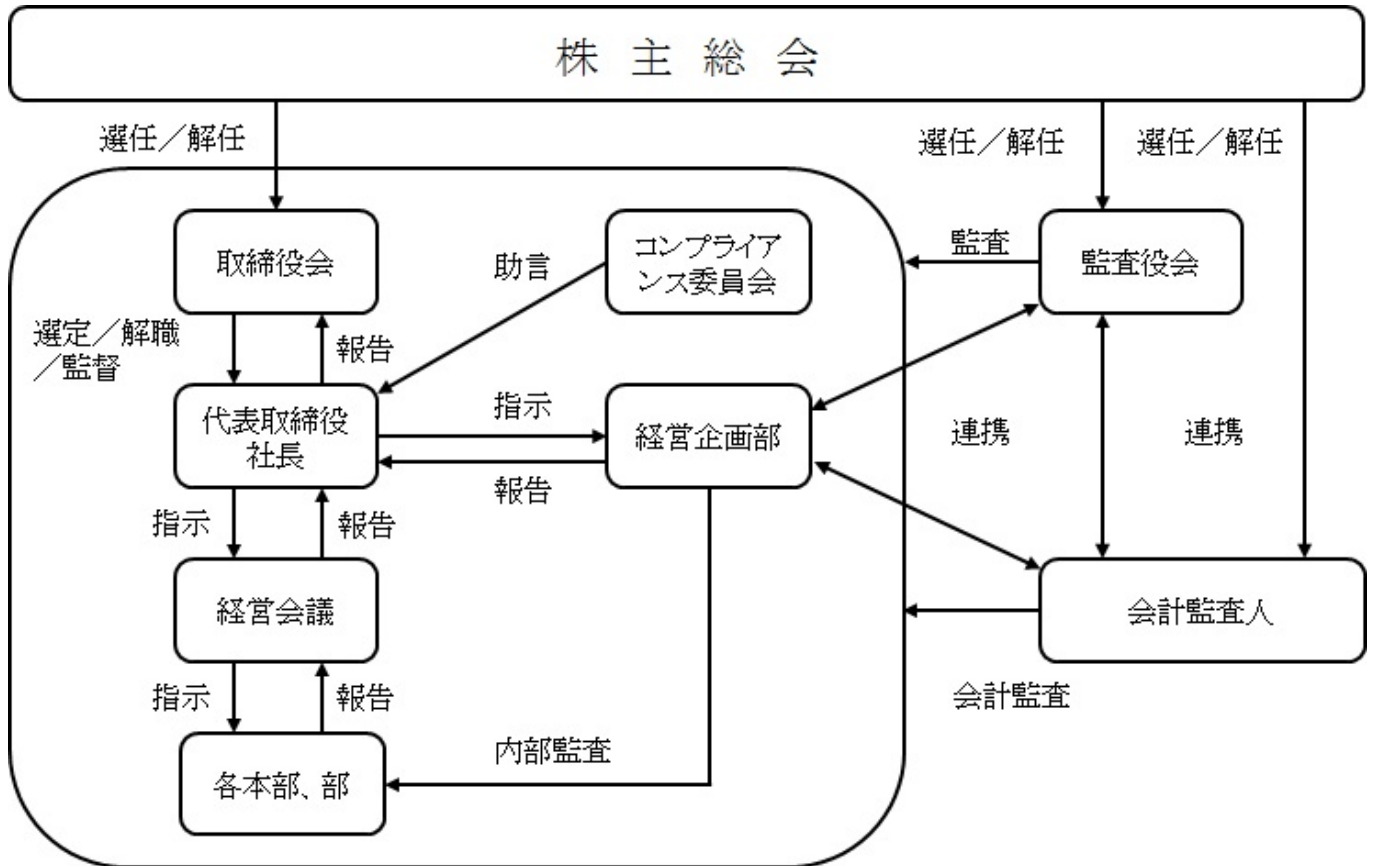 株主総会
選任／解任
選任／解任
選任／解任
取締役会
コンプライア
ンス委員会
助言
監査
監査役会
選定／解職
／監督
報告
代表取締役
社長
指示
報告
経営企画部
連携
連携
指示
報告
経営会議
会計監査人
会計監査
指示
報告
内部監査
各本部、部